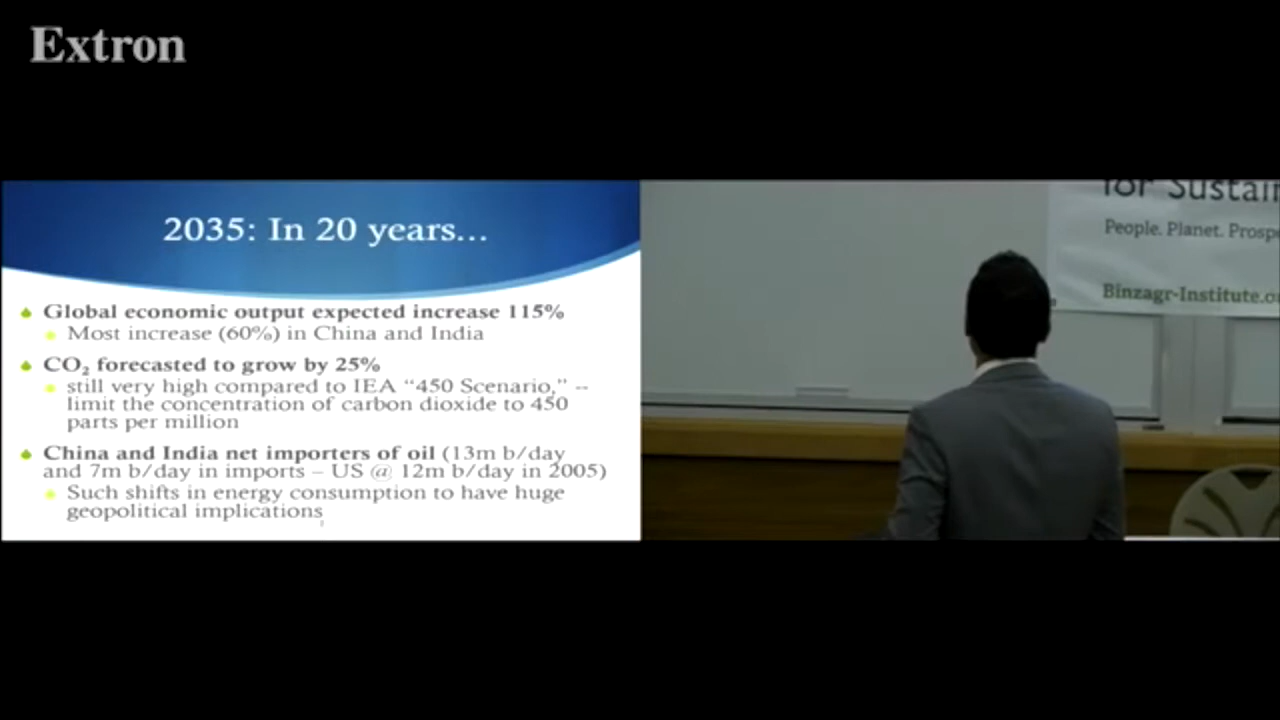 Extron
2035: In 20 years...
Global economic output expected increase 115%
Most increase (60%) in China and India
CO₂ forecasted to grow by 25%
still very high compared to IEA “450 Scenario,” --
limit the concentration of carbon dioxide to 450
parts per million
China and India net importers of oil (13m b/day
and 7m b/day in imports – US @ 12m b/day in 2005)
Such shifts in energy consumption to have huge
geopolitical implications
for Sustain
People. Planet. Prospe
Binzagr-Institute.o